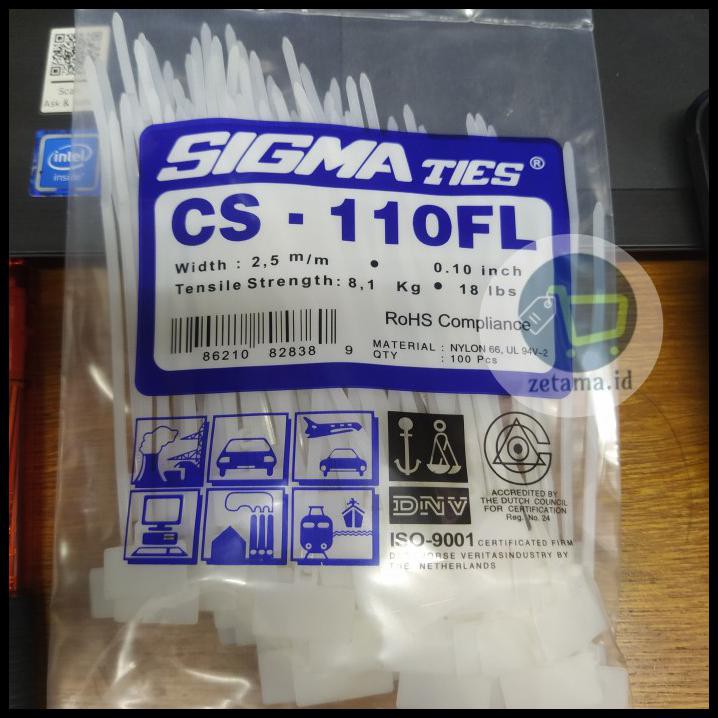 Ask &
intel
inside
SIGMA TIES®
CS - 110FL
Width : 2,5 m/m • 0.10 inch
Tensile Strength: 8,1 Kg • 18 lbs
RoHS Compliance
86210 82838 9
MATERIAL : NYLON 66, UL 94V-2
QTY : 100 Pcs
zetama.id
DNV
ACCREDITED BY
THE DUTCH COUNCIL
FOR CERTIFICATION
Reg. No. 24
ISO-9001 CERTIFIED FIRM
VERITASINDUSTRY BY
THE NETHERLANDS